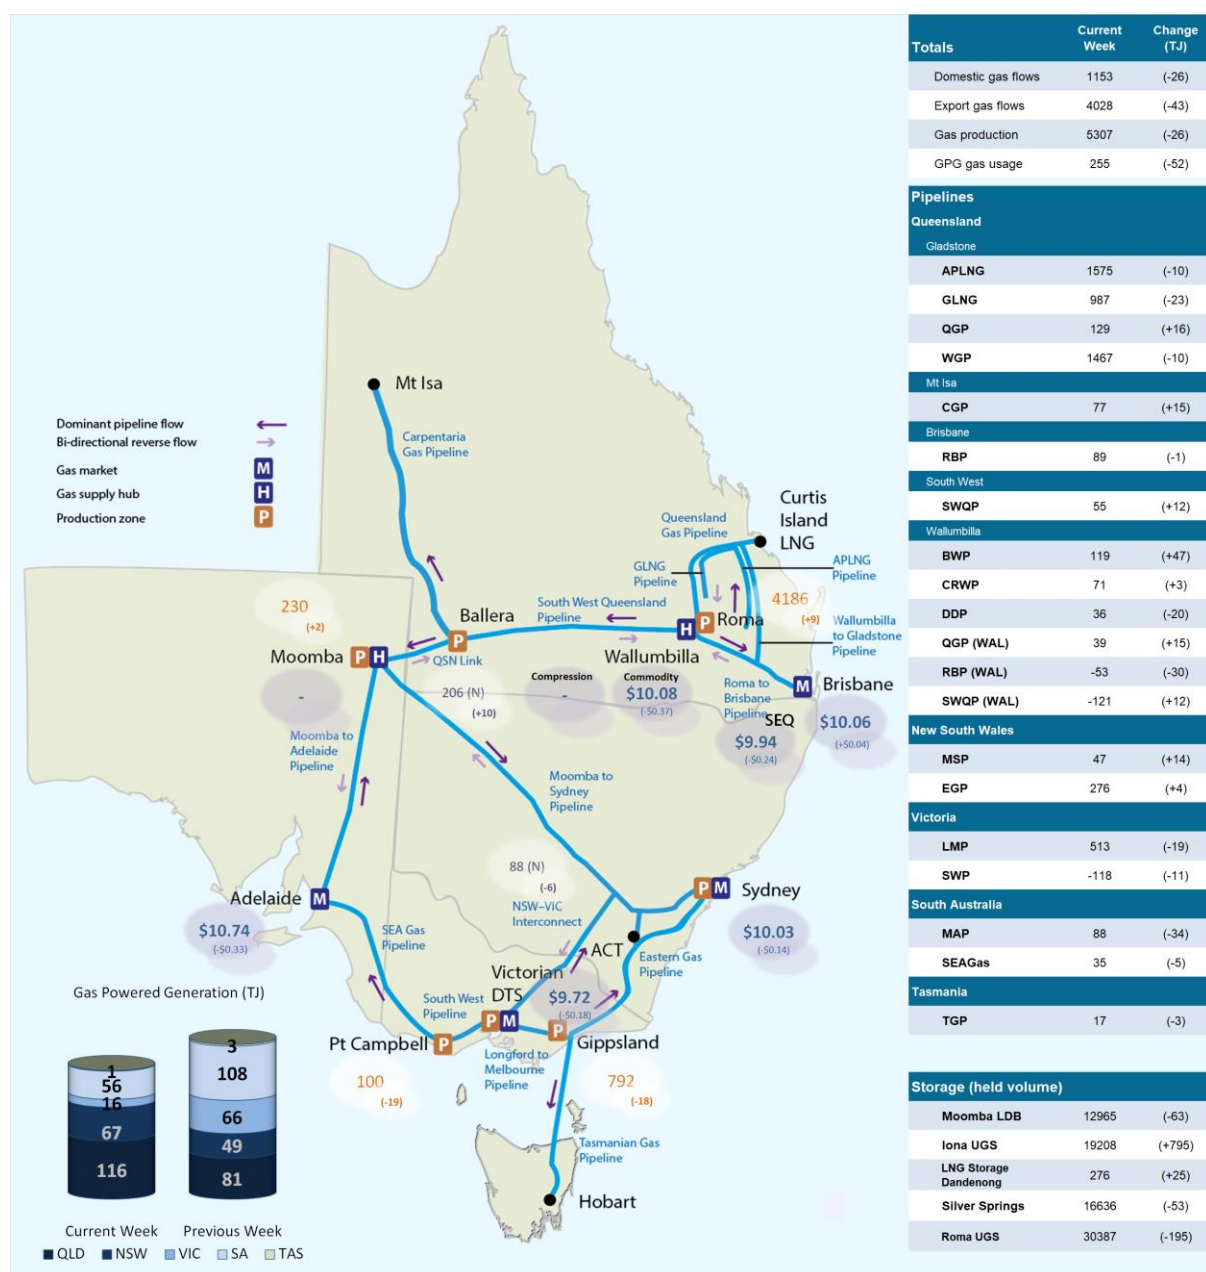 Totals Current Week Change (TJ)
Domestic gas flows 1153 (-26)
Export gas flows 4028 (-43)
Gas production 5307 (-26)
GPG gas usage 255 (-52)
Pipelines
Queensland
Gladstone
APLNG 1575 (-10)
GLNG 987 (-23)
QGP 129 (+16)
WGP 1467 (-10)
Mt Isa
CGP 77 (+15)
Brisbane
RBP 89 (-1)
South West
SWQP 55 (+12)
Wallumbilla
BWP 119 (+47)
CRWP 71 (+3)
DDP 36 (-20)
QGP (WAL) 39 (+15)
RBP (WAL) -53 (-30)
SWQP (WAL) -121 (+12)
New South Wales
MSP 47 (+14)
EGP 276 (+4)
Victoria
LMP 513 (-19)
SWP -118 (-11)
South Australia
MAP 88 (-34)
SEAGas 35 (-5)
Tasmania
TGP 17 (-3)
Storage (held volume)
Moomba LDB 12965 (-63)
Iona UGS 19208 (+795)
LNG Storage
Dandenong 276 (+25)
Silver Springs 16636 (-53)
Roma UGS 30387 (-195)
Dominant pipeline flow
Bi-directional reverse flow
Gas market M
Gas supply hub H
Production zone P
Mt Isa
Carpentaria
Gas Pipeline
Curtis
Island
LNG
Queensland
Gas Pipeline
GLNG
Pipeline
APLNG
Pipeline
4186
(+9)
P Roma
H
Wallumbilla
Wallumbilla
to Gladstone
Pipeline
South West Queensland
Pipeline
Ballera
P
QSN Link
230
(+2)
Moomba P H
-
206 (N)
(+10)
Compression
-
Commodity
$10.08
(-$0.37)
Roma to
Brisbane
Pipeline
M Brisbane
$10.06
(+$0.04)
SEQ
$9.94
(-$0.24)
Moomba to
Adelaide
Pipeline
Moomba to
Sydney
Pipeline
88 (N)
(-6)
NSW–VIC
Interconnect
P M Sydney
$10.03
(-$0.14)
ACT
Eastern Gas
Pipeline
Adelaide M
$10.74
(-$0.33)
SEA Gas
Pipeline
Victorian
DTS
$9.72
(-$0.18)
South West
Pipeline
P M
P
Gippsland
792
(-18)
Pt Campbell P
100
(-19)
Longford to
Melbourne
Pipeline
Tasmanian Gas
Pipeline
Hobart
Gas Powered Generation (TJ)
1
56
16
67
116
3
108
66
49
81
Current Week Previous Week
QLD NSW VIC SA TAS